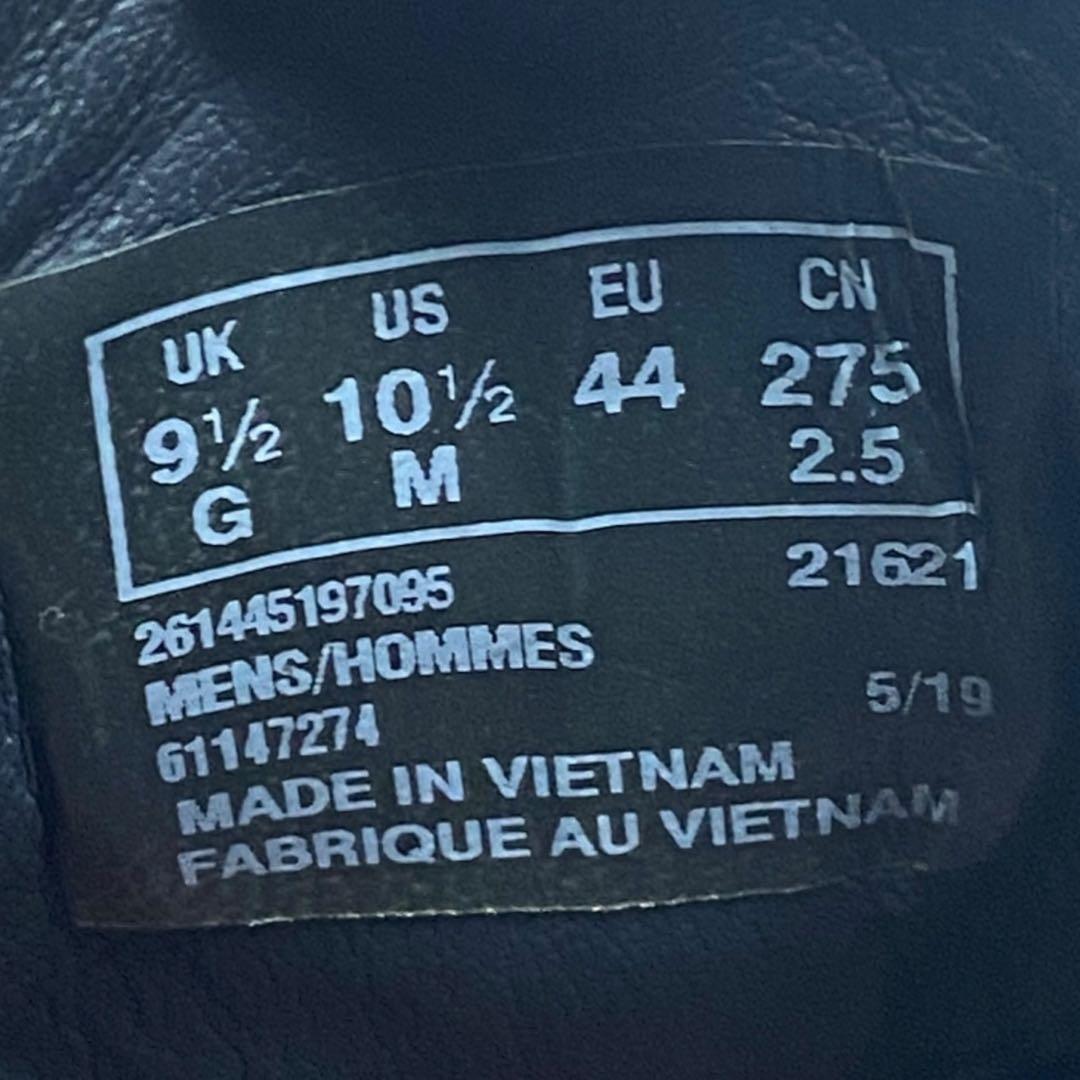 UK US EU CN
9½ 10½ 44 275
G M 2.5
261445197095 21621
MENS/HOMMES
61147274 5/19
MADE IN VIETNAM
FABRIQUE AU VIETNAM